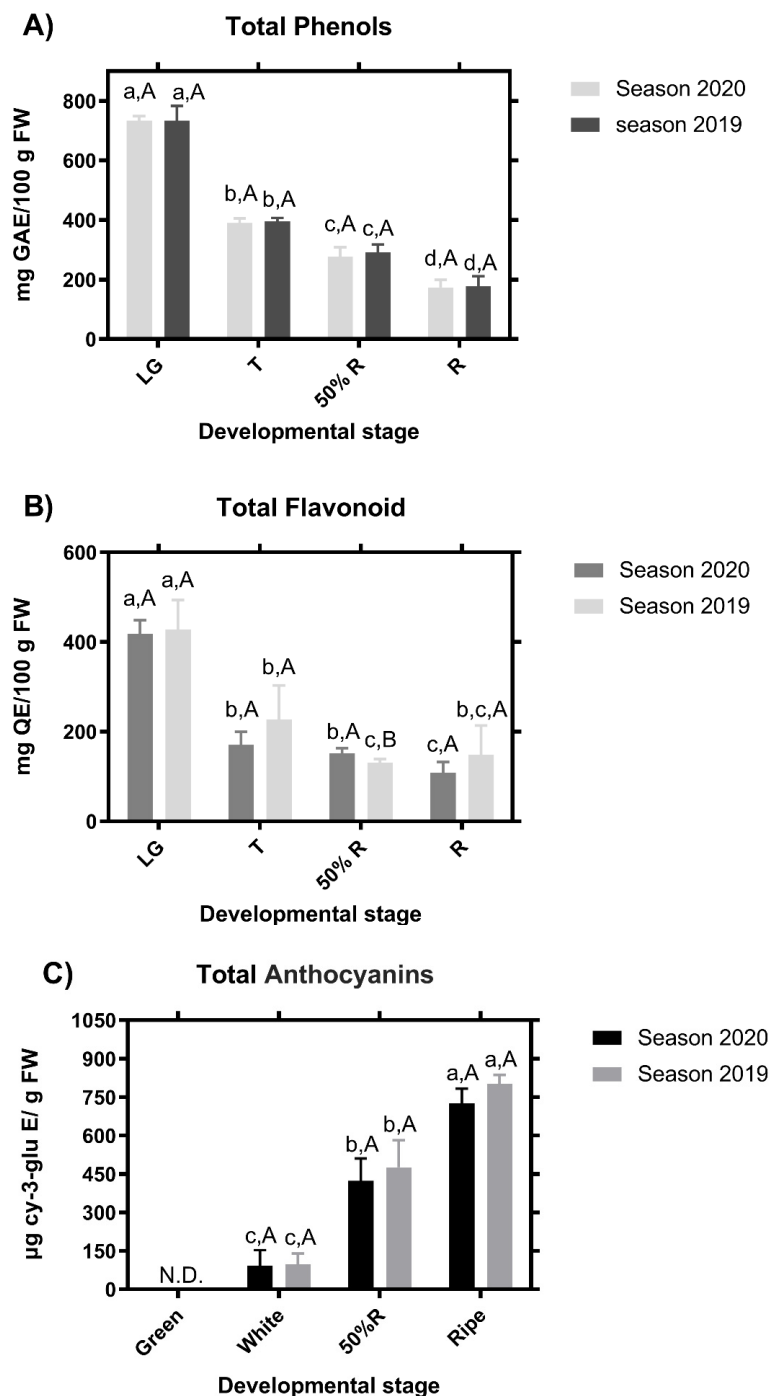 A)
Total Phenols
mg GAE/100 g FW
800
600
400
200
0
a,A a,A
b,A b,A
c,A c,A
d,A d,A
LG T 50% R R
Developmental stage
Season 2020
season 2019
B)
Total Flavonoid
mg QE/100 g FW
600
400
200
0
a,A a,A
b,A b,A
b,A c,B
c,A b,c,A
LG T 50% R R
Developmental stage
Season 2020
Season 2019
C)
Total Anthocyanins
µg cy-3-glu E/ g FW
1050
900
750
600
450
300
150
0
N.D.
c,A c,A
b,A b,A
a,A a,A
Green White 50%R Ripe
Developmental stage
Season 2020
Season 2019